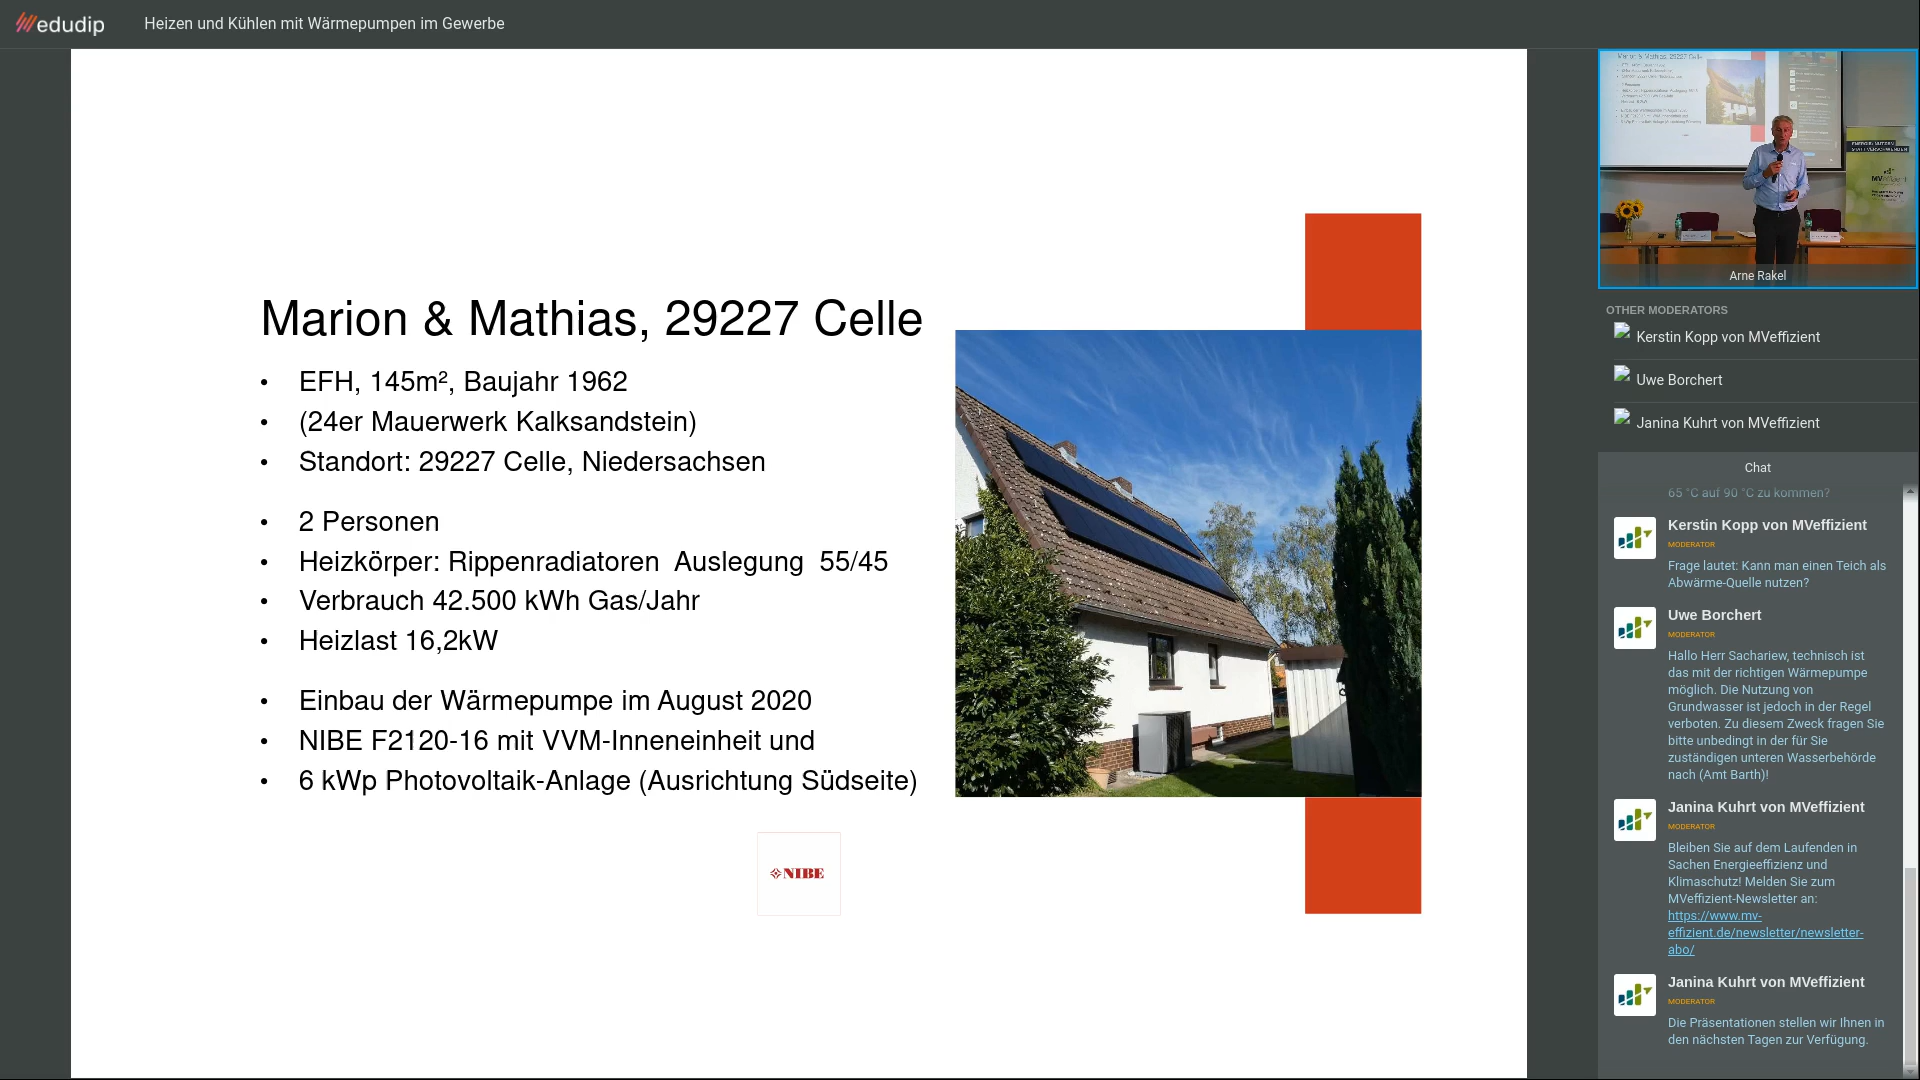 edudip
Heizen und Kühlen mit Wärmepumpen im Gewerbe
Marion & Mathias, 29227 Celle
• EFH, 145m², Baujahr 1962
• (24er Mauerwerk Kalksandstein)
• Standort: 29227 Celle, Niedersachsen
• 2 Personen
• Heizkörper: Rippenradiatoren Auslegung 55/45
• Verbrauch 42.500 kWh Gas/Jahr
• Heizlast 16,2kW
• Einbau der Wärmepumpe im August 2020
• NIBE F2120-16 mit VVM-Inneneinheit und
• 6 kWp Photovoltaik-Anlage (Ausrichtung Südseite)
NIBE
Marion & Mathias, 29227 Celle
ENERGIE NUTZEN
STATT VERSCHWENDEN
Arne Rakel
OTHER MODERATORS
Kerstin Kopp von MVeffizient
Uwe Borchert
Janina Kuhrt von MVeffizient
Chat
65 °C auf 90 °C zu kommen?
Kerstin Kopp von MVeffizient
MODERATOR
Frage lautet: Kann man einen Teich als
Abwärme-Quelle nutzen?
Uwe Borchert
MODERATOR
Hallo Herr Sachariew, technisch ist
das mit der richtigen Wärmepumpe
möglich. Die Nutzung von
Grundwasser ist jedoch in der Regel
verboten. Zu diesem Zweck fragen Sie
bitte unbedingt in der für Sie
zuständigen unteren Wasserbehörde
nach (Amt Barth)!
Janina Kuhrt von MVeffizient
MODERATOR
Bleiben Sie auf dem Laufenden in
Sachen Energieeffizienz und
Klimaschutz! Melden Sie zum
MVeffizient-Newsletter an:
https://www.mv-
effizient.de/newsletter/newsletter-
abo/
Janina Kuhrt von MVeffizient
MODERATOR
Die Präsentationen stellen wir Ihnen in
den nächsten Tagen zur Verfügung.